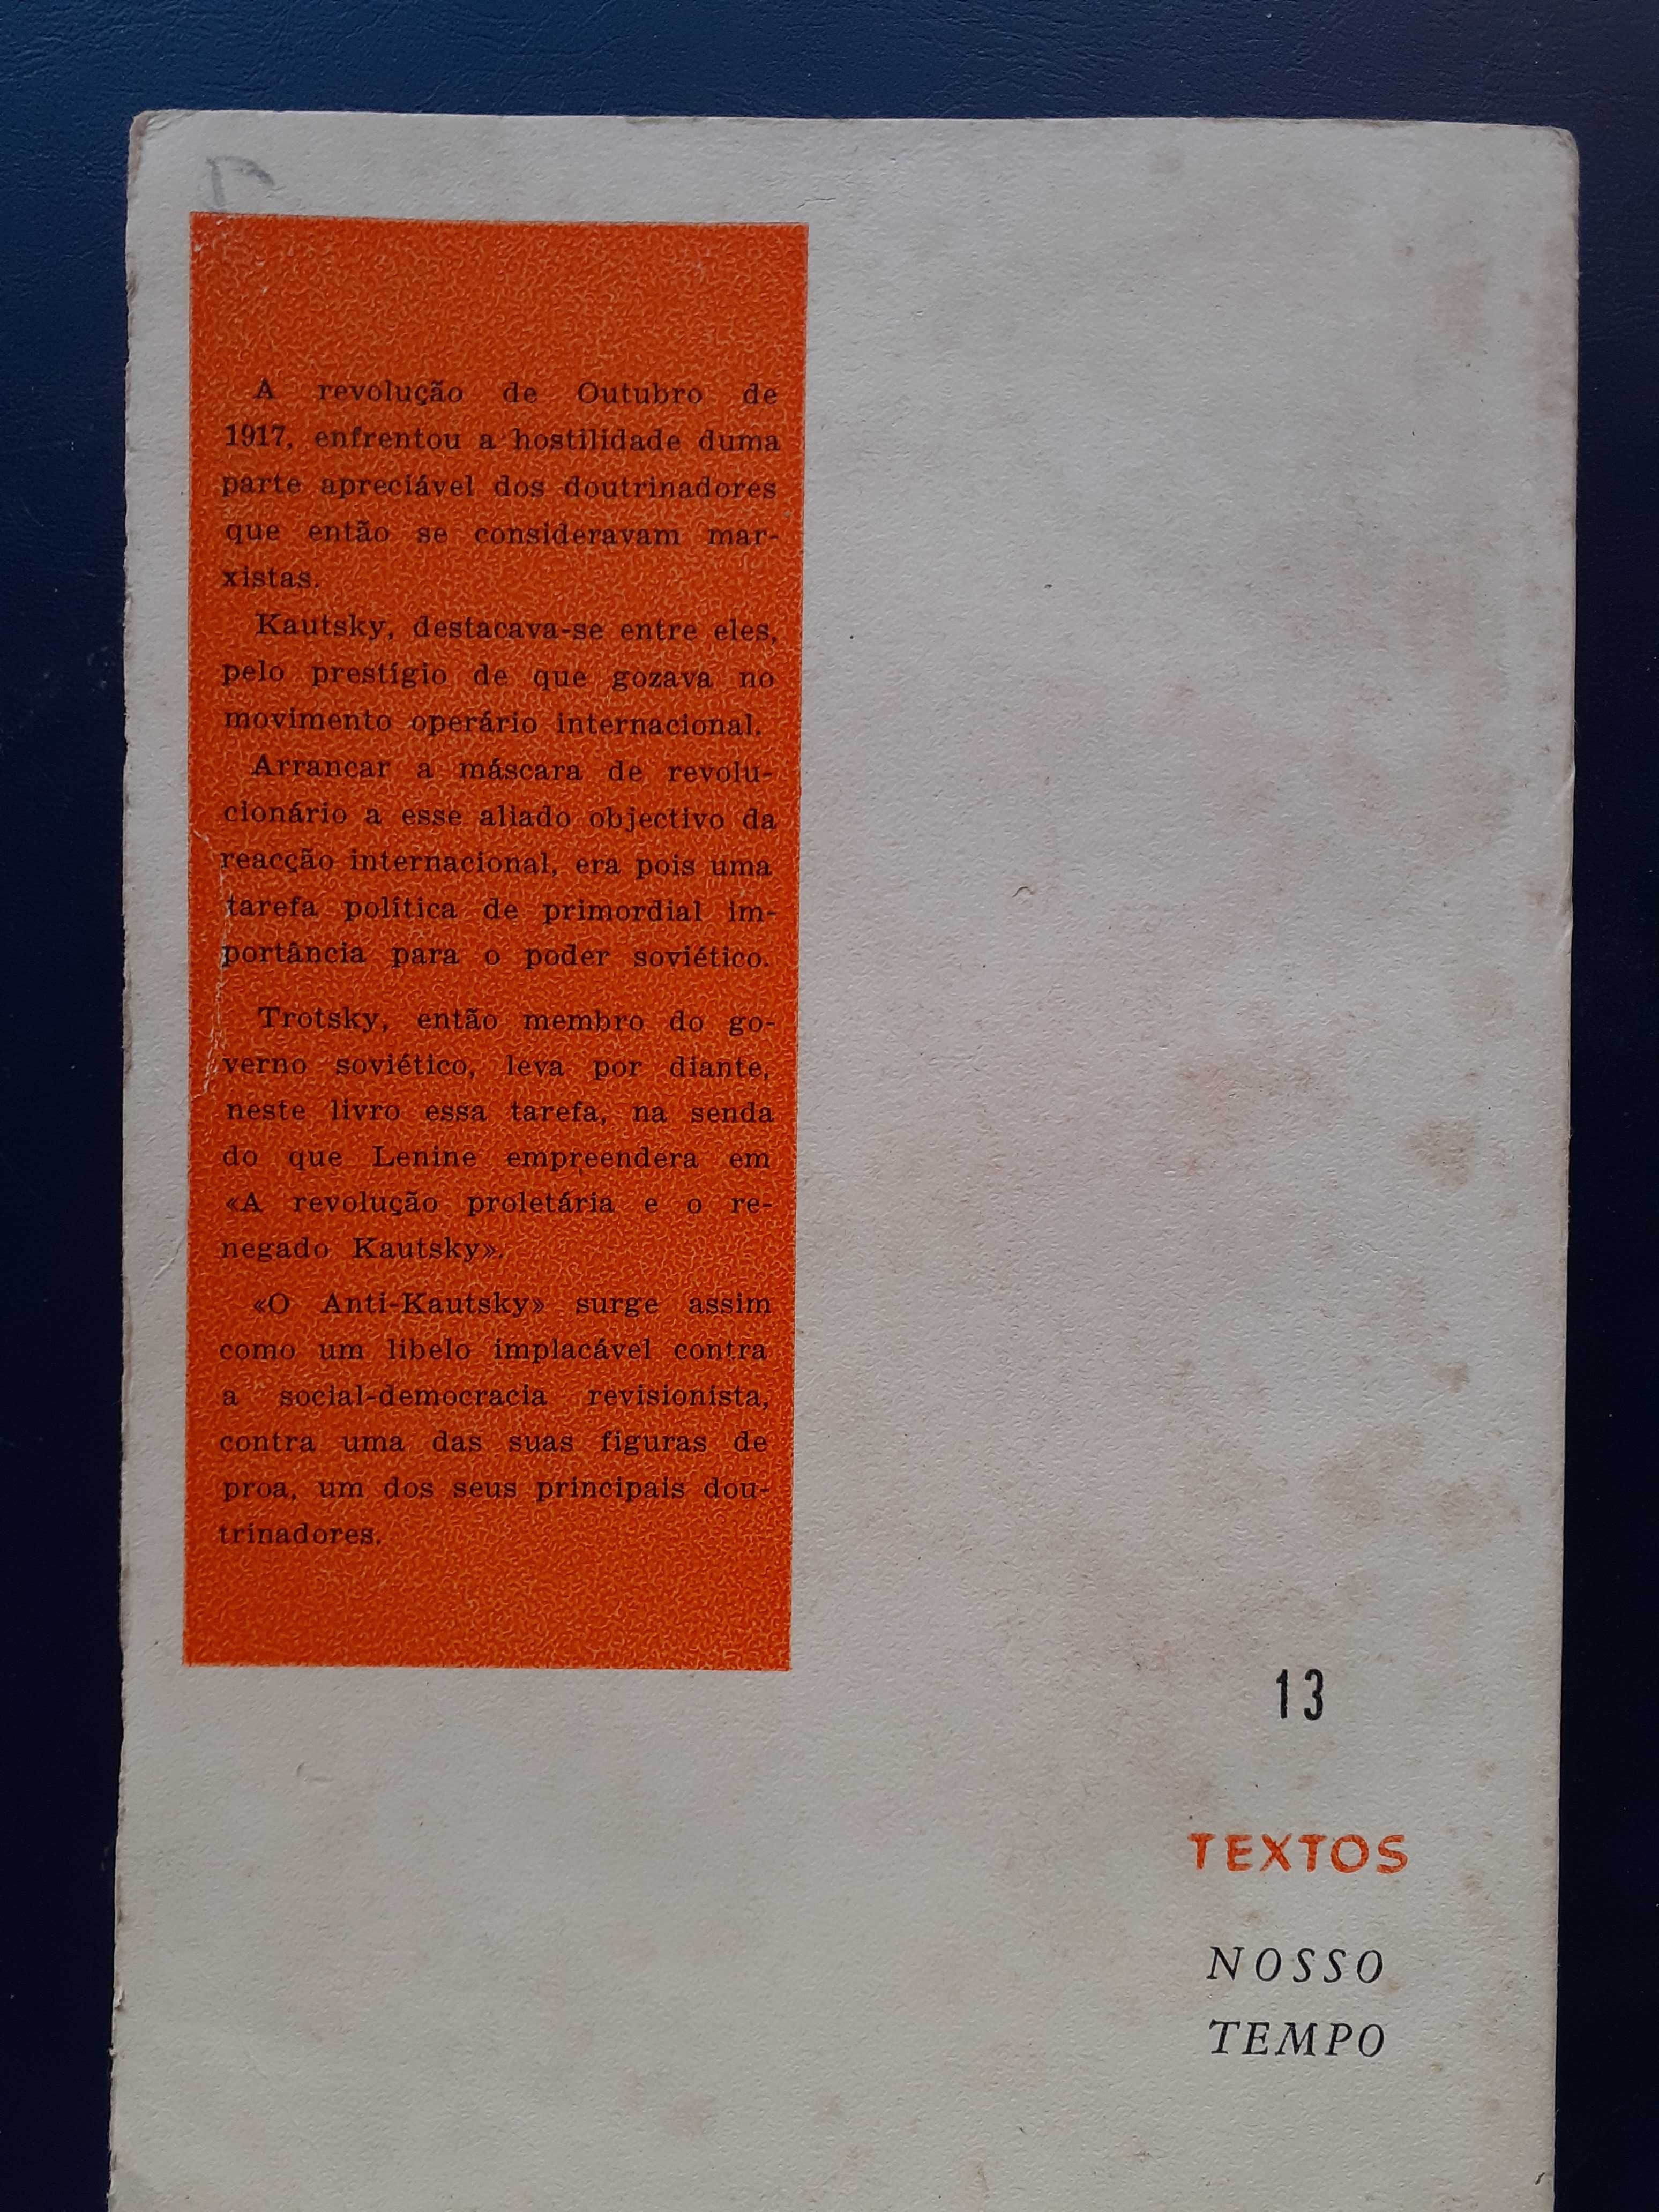 A revolução de Outubro de
1917, enfrentou a hostilidade duma
parte apreciável dos doutrinadores
que então se consideravam mar-
xistas.
Kautsky, destacava-se entre eles,
pelo prestígio de que gozava no
movimento operário internacional.
Arrancar a máscara de revolu-
cionário a esse aliado objectivo da
reacção internacional, era pois uma
tarefa política de primordial im-
portância para o poder soviético.
Trotsky, então membro do go-
verno soviético, leva por diante,
neste livro essa tarefa, na senda
do que Lenine empreendera em
«A revolução proletária e o re-
negado Kautsky».
«O Anti-Kautsky» surge assim
como um libelo implacável contra
a social-democracia revisionista,
contra uma das suas figuras de
proa, um dos seus principais dou-
trinadores.
13
TEXTOS
NOSSO
TEMPO